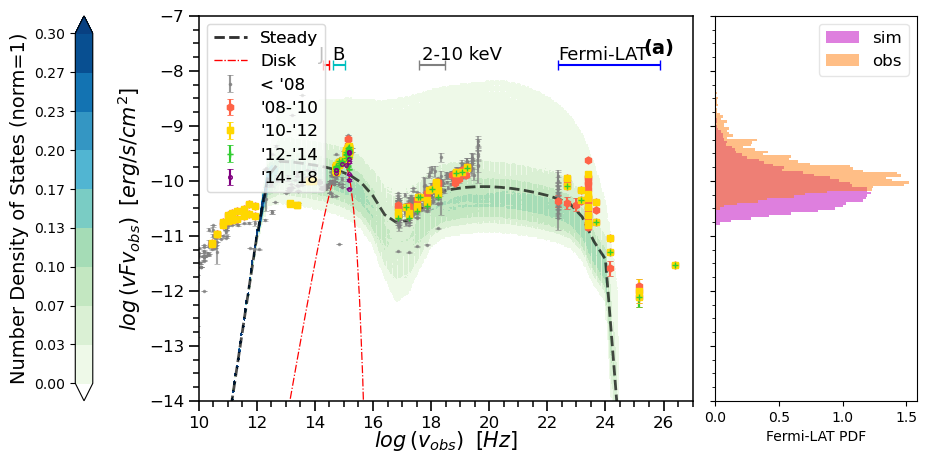 Number Density of States (norm=1)
0.30
0.27
0.23
0.20
0.17
0.13
0.10
0.07
0.03
0.00
log (νFν_obs) [erg/s/cm²]
−7
−8
−9
−10
−11
−12
−13
−14
Steady
Disk
< '08
'08-'10
'10-'12
'12-'14
'14-'18
J B
2-10 keV
Fermi-LAT
(a)
10 12 14 16 18 20 22 24 26
log (ν_obs) [Hz]
sim
obs
0.0 0.5 1.0 1.5
Fermi-LAT PDF